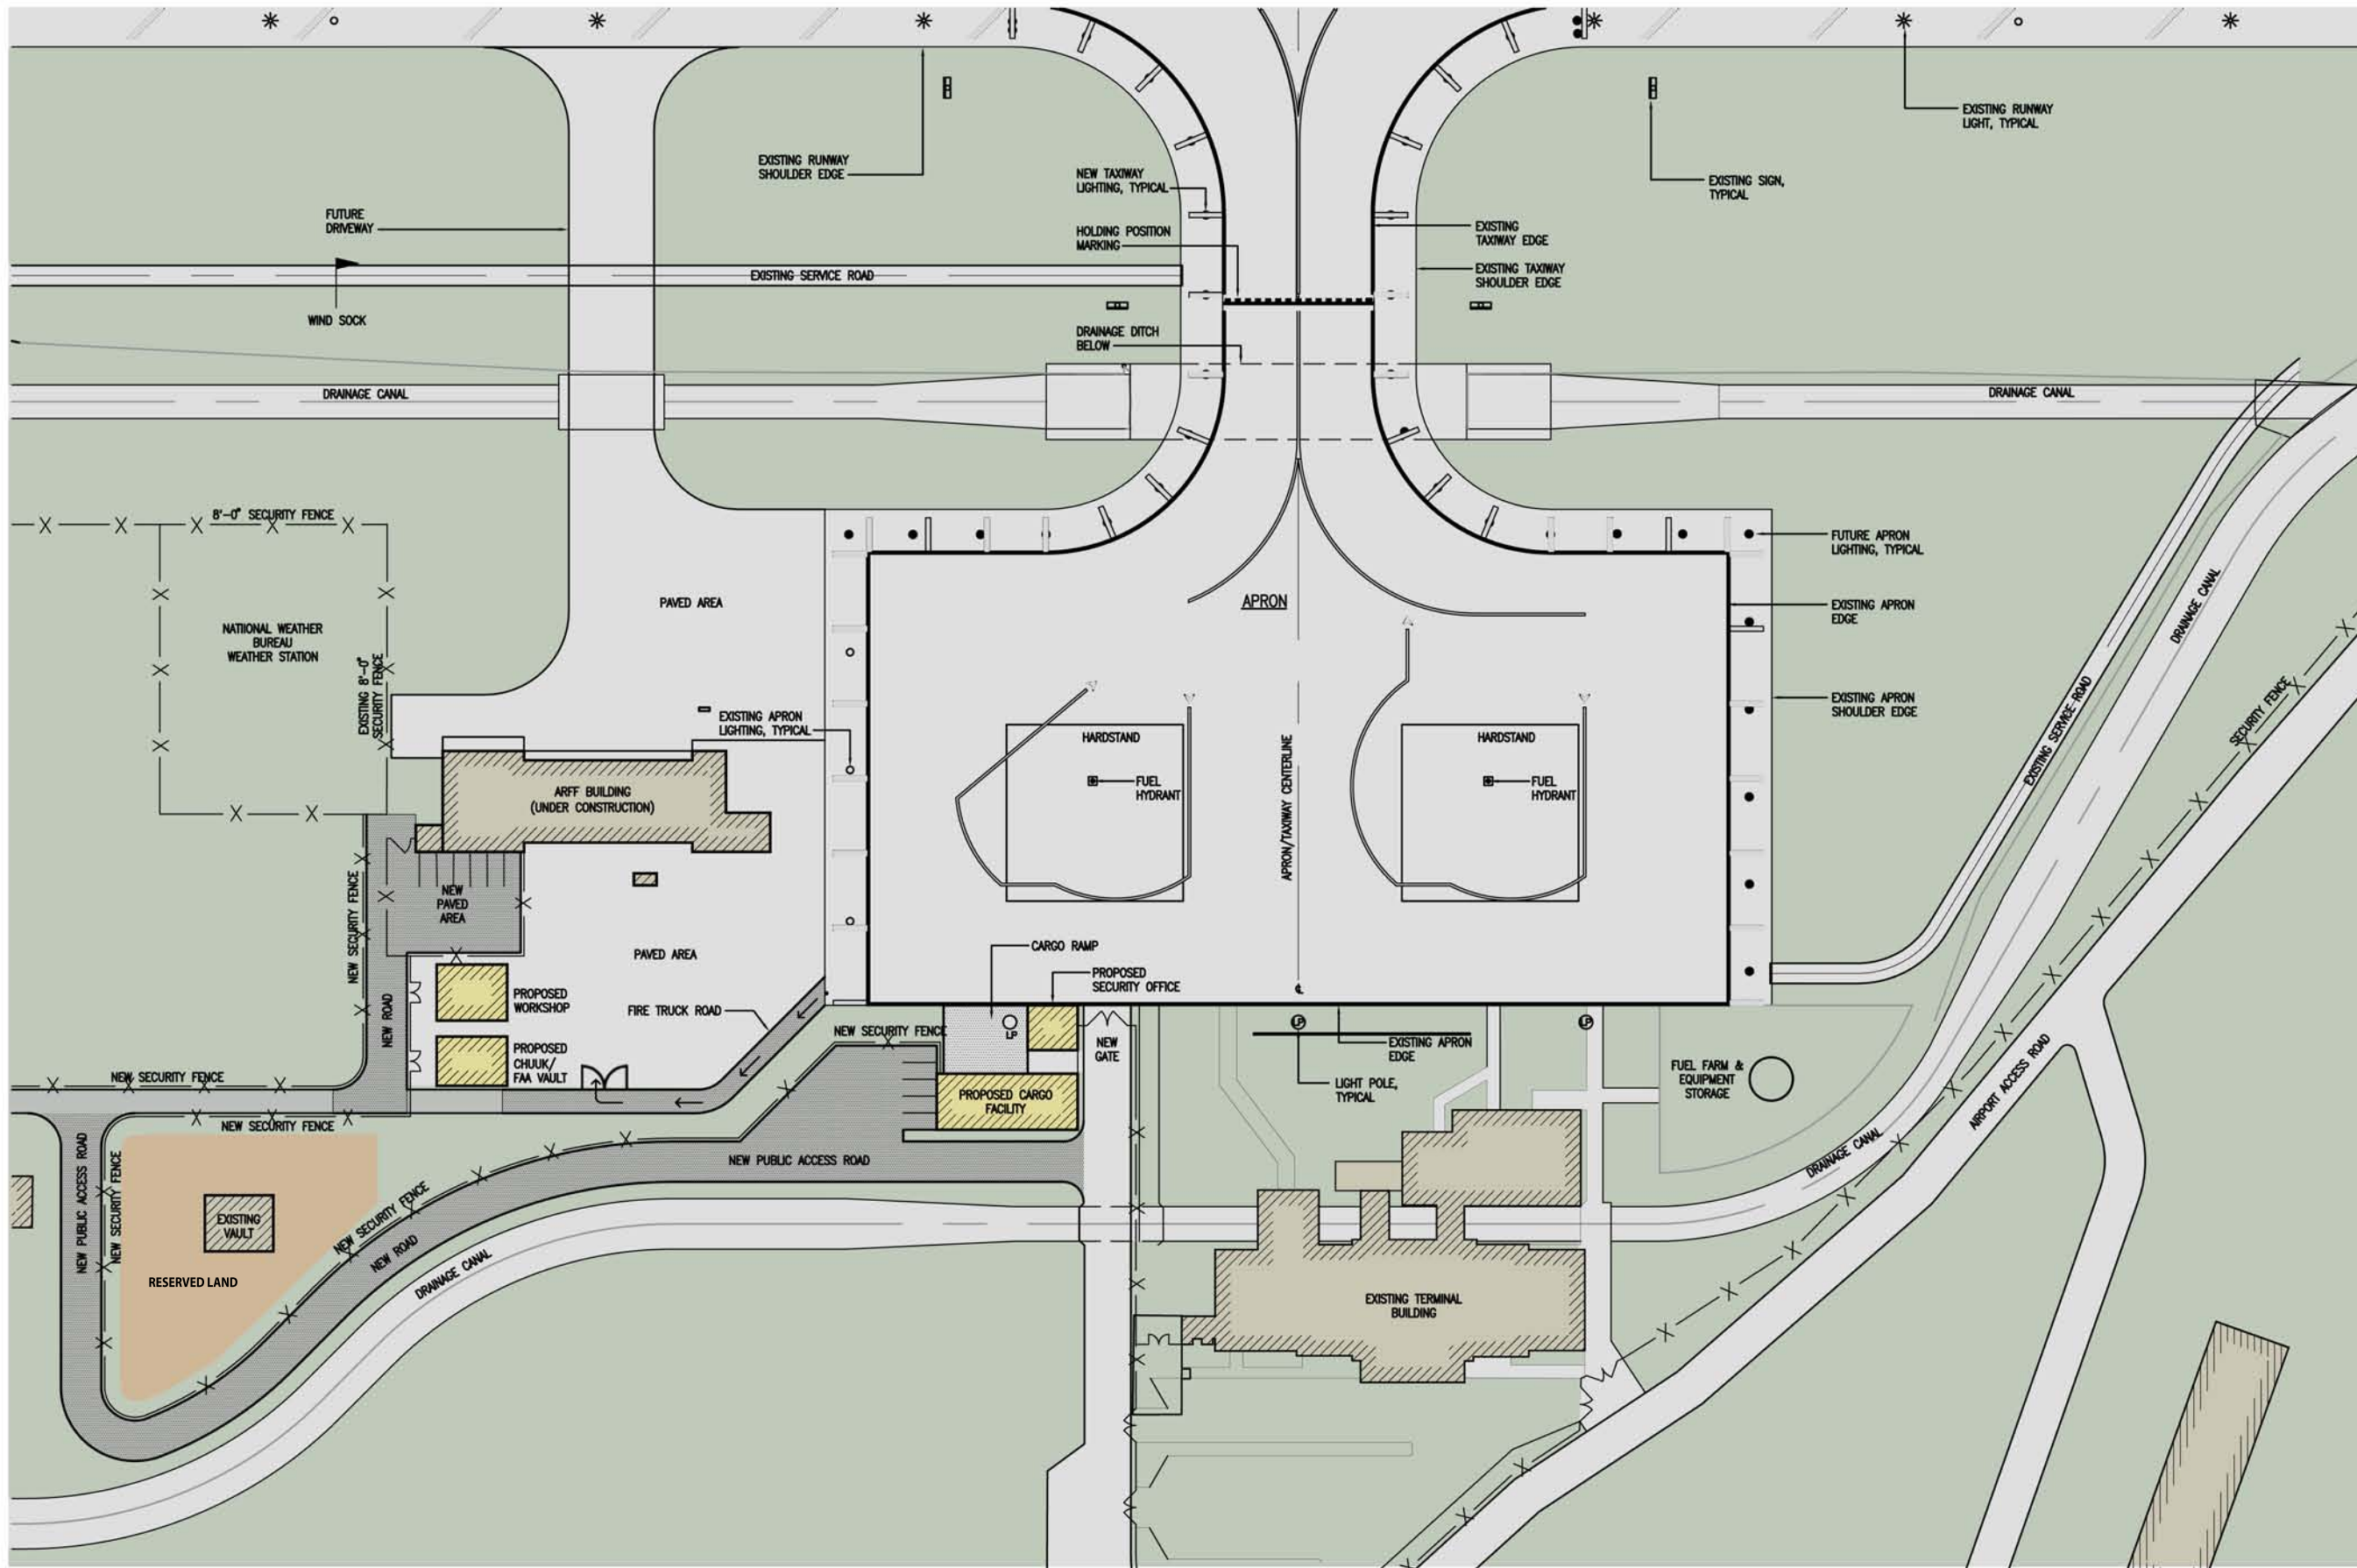 EXISTING RUNWAY
LIGHT, TYPICAL
EXISTING RUNWAY
SHOULDER EDGE
NEW TAXIWAY
LIGHTING, TYPICAL
EXISTING SIGN,
TYPICAL
FUTURE
DRIVEWAY
HOLDING POSITION
MARKING
EXISTING
TAXIWAY EDGE
EXISTING SERVICE ROAD
EXISTING TAXIWAY
SHOULDER EDGE
WIND SOCK
DRAINAGE DITCH
BELOW
DRAINAGE CANAL
DRAINAGE CANAL
8'-0" SECURITY FENCE
FUTURE APRON
LIGHTING, TYPICAL
PAVED AREA
APRON
EXISTING APRON
EDGE
DRAINAGE CANAL
NATIIONAL WEATHER
BUREAU
WEATHER STATION
EXISTING 8'-0"
SECURITY FENCE
EXISTING APRON
LIGHTING, TYPICAL
EXISTING APRON
SHOULDER EDGE
SECURITY FENCE
EXISTING SERVICE ROAD
HARDSTAND
HARDSTAND
FUEL
HYDRANT
FUEL
HYDRANT
APRON/TAXIWAY CENTERLINE
ARFF BUILDING
(UNDER CONSTRUCTION)
NEW SECURITY FENCE
NEW
PAVED
AREA
PAVED AREA
CARGO RAMP
PROPOSED
SECURITY OFFICE
PROPOSED
WORKSHOP
NEW ROAD
FIRE TRUCK ROAD
NEW SECURITY FENCE
LP
LP
LP
NEW
GATE
EXISTING APRON
EDGE
PROPOSED
CHUUK/
FAA VAULT
NEW SECURITY FENCE
LIGHT POLE,
TYPICAL
FUEL FARM &
EQUIPMENT
STORAGE
AIRPORT ACCESS ROAD
PROPOSED CARGO
FACILITY
NEW SECURITY FENCE
NEW PUBLIC ACCESS ROAD
DRAINAGE CANAL
NEW PUBLIC ACCESS ROAD
NEW SECURITY FENCE
EXISTING
VAULT
NEW SECURITY FENCE
NEW ROAD
DRAINAGE CANAL
RESERVED LAND
EXISTING TERMINAL
BUILDING